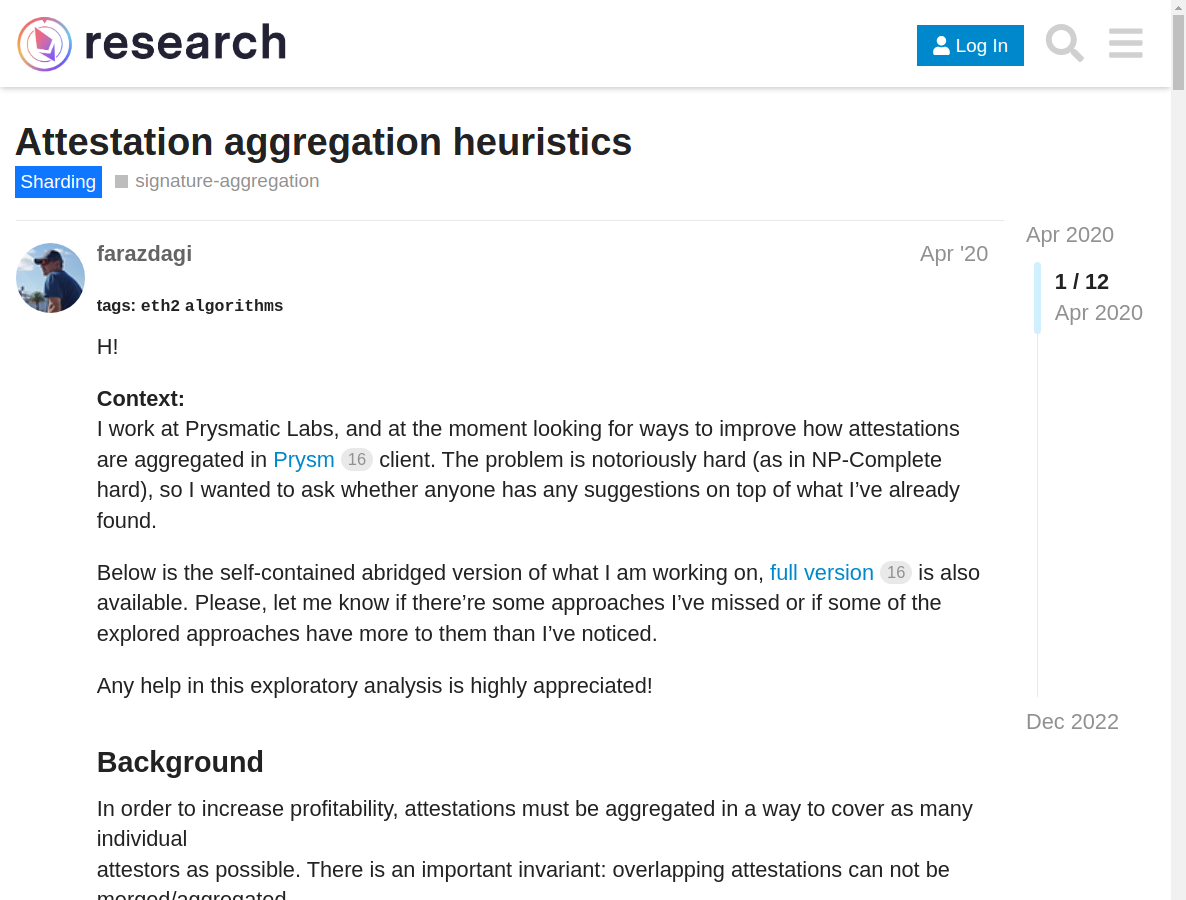 research
Log In
Attestation aggregation heuristics
Sharding signature-aggregation
farazdagi Apr '20
tags: eth2 algorithms
H!
Context:
I work at Prysmatic Labs, and at the moment looking for ways to improve how attestations
are aggregated in Prysm 16 client. The problem is notoriously hard (as in NP-Complete
hard), so I wanted to ask whether anyone has any suggestions on top of what I’ve already
found.
Below is the self-contained abridged version of what I am working on, full version 16 is also
available. Please, let me know if there’re some approaches I’ve missed or if some of the
explored approaches have more to them than I’ve noticed.
Any help in this exploratory analysis is highly appreciated!
Background
In order to increase profitability, attestations must be aggregated in a way to cover as many
individual
attestors as possible. There is an important invariant: overlapping attestations can not be
merged/aggregated
Apr 2020
1 / 12
Apr 2020
Dec 2022